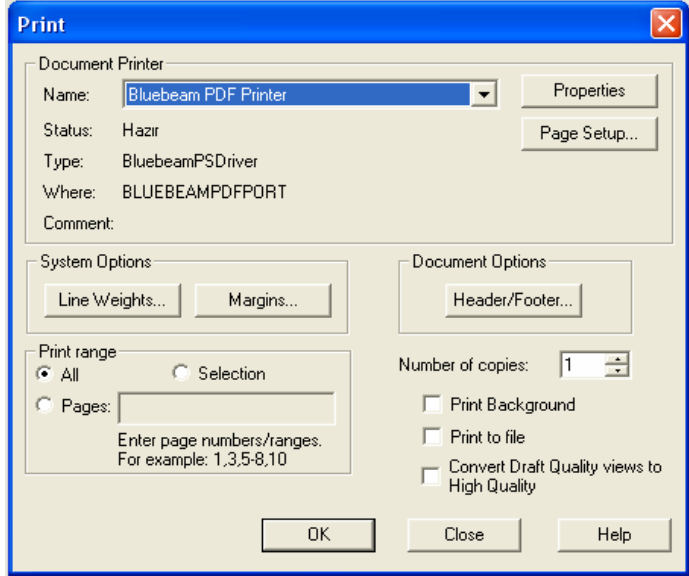 Print
Document Printer
Name: Bluebeam PDF Printer Properties
Status: Hazır Page Setup...
Type: BluebeamPSDriver
Where: BLUEBEAMPDFPORT
Comment:
System Options
Line Weights... Margins...
Document Options
Header/Footer...
Print range
All Selection
Pages:
Enter page numbers/ranges.
For example: 1,3,5-8,10
Number of copies: 1
Print Background
Print to file
Convert Draft Quality views to
High Quality
OK Close Help